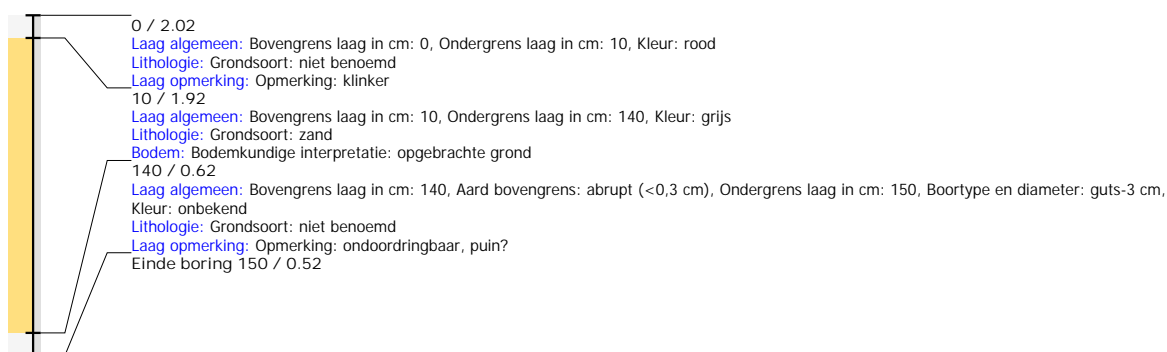 0 / 2.02
Laag algemeen: Bovengrens laag in cm: 0, Ondergrens laag in cm: 10, Kleur: rood
Lithologie: Grondsoort: niet benoemd
Laag opmerking: Opmerking: klinker
10 / 1.92
Laag algemeen: Bovengrens laag in cm: 10, Ondergrens laag in cm: 140, Kleur: grijs
Lithologie: Grondsoort: zand
Bodem: Bodemkundige interpretatie: opgebrachte grond
140 / 0.62
Laag algemeen: Bovengrens laag in cm: 140, Aard bovengrens: abrupt (<0,3 cm), Ondergrens laag in cm: 150, Boortype en diameter: guts-3 cm,
Kleur: onbekend
Lithologie: Grondsoort: niet benoemd
Laag opmerking: Opmerking: ondoordringbaar, puin?
Einde boring 150 / 0.52